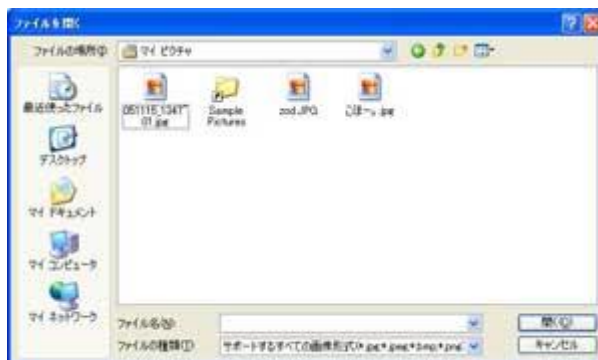 ファイルを開く
ファイルの場所(I):
マイ ピクチャ
最近使ったファイル
デスクトップ
マイ ドキュメント
マイ コンピュータ
マイ ネットワーク
051115_1347~01.jpg
Sample Pictures
zod.JPG
ファイル名(N):
開く(O)
ファイルの種類(T):
サポートするすべての画像形式(*.jpg;*.jpeg;*.bmp;*.png;
キャンセル